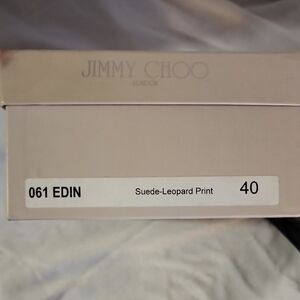 JIMMY CHOO
LONDON
061 EDIN Suede-Leopard Print 40